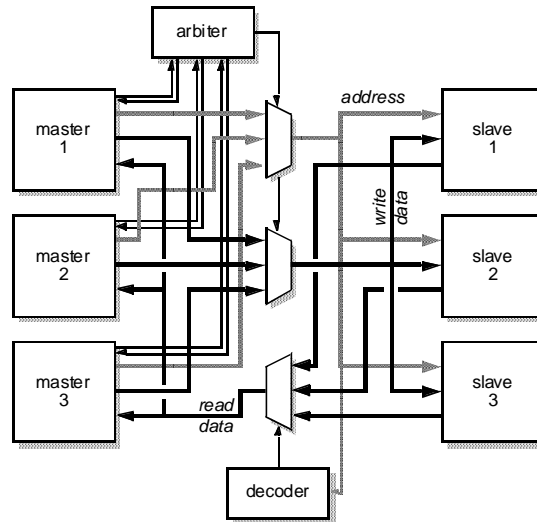 arbiter
address
master
1
slave
1
write
data
master
2
slave
2
master
3
slave
3
read
data
decoder